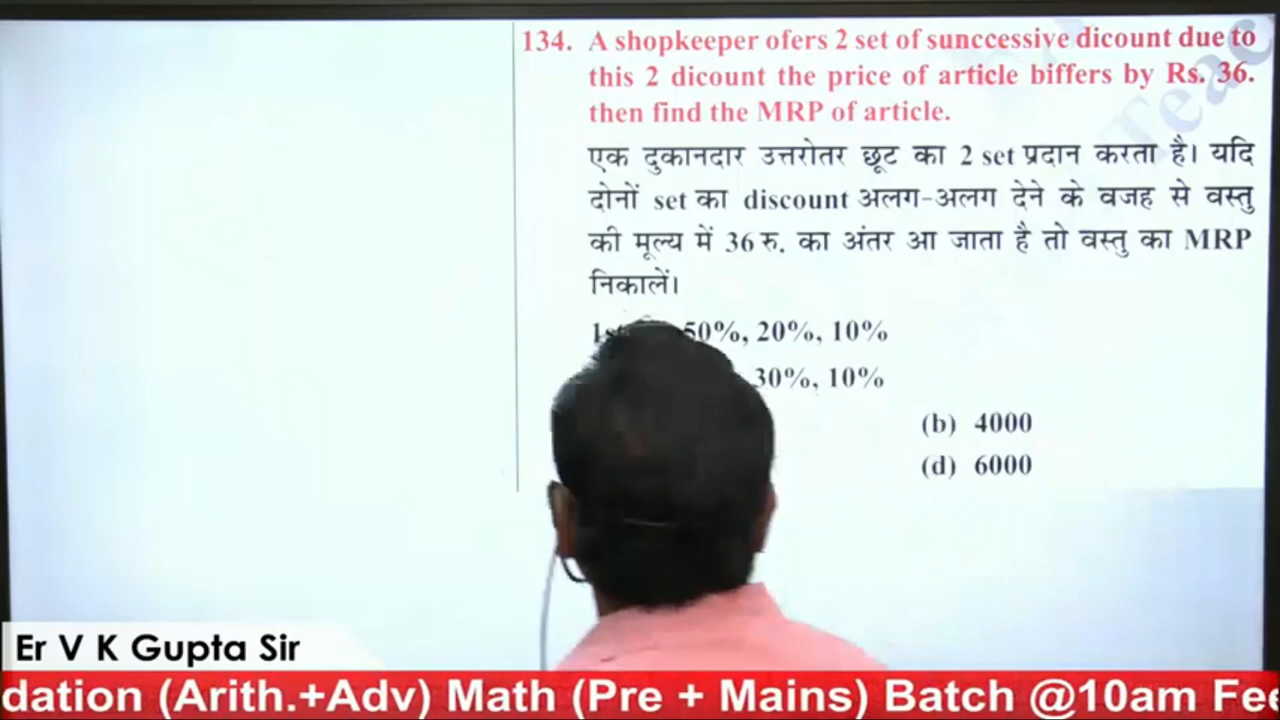 134. A shopkeeper ofers 2 set of sunccessive dicount due to
this 2 dicount the price of article biffers by Rs. 36.
then find the MRP of article.
एक दुकानदार उत्तरोतर छूट का 2 set प्रदान करता है। यदि
दोनों set का discount अलग-अलग देने के वजह से वस्तु
की मूल्य में 36 रु. का अंतर आ जाता है तो वस्तु का MRP
निकालें।
1st 50%, 20%, 10%
30%, 10%
(b) 4000
(d) 6000
Er V K Gupta Sir
dation (Arith.+Adv) Math (Pre + Mains) Batch @10am Fee